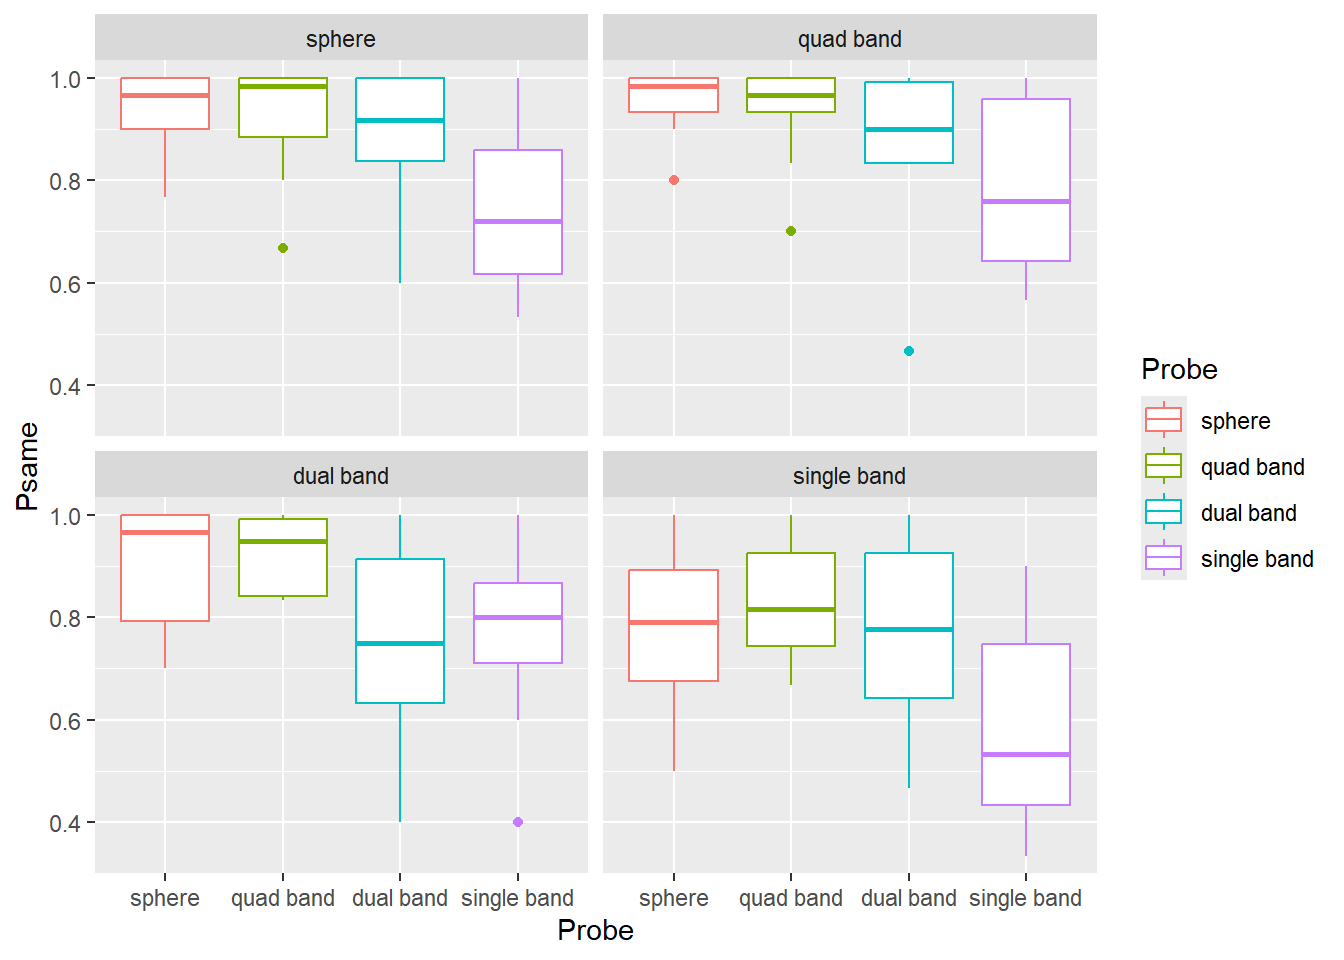 sphere
quad band
1.0
0.8
0.6
0.4
dual band
single band
1.0
0.8
0.6
0.4
Psame
sphere
quad band
dual band
single band
sphere
quad band
dual band
single band
Probe
Probe
sphere
quad band
dual band
single band